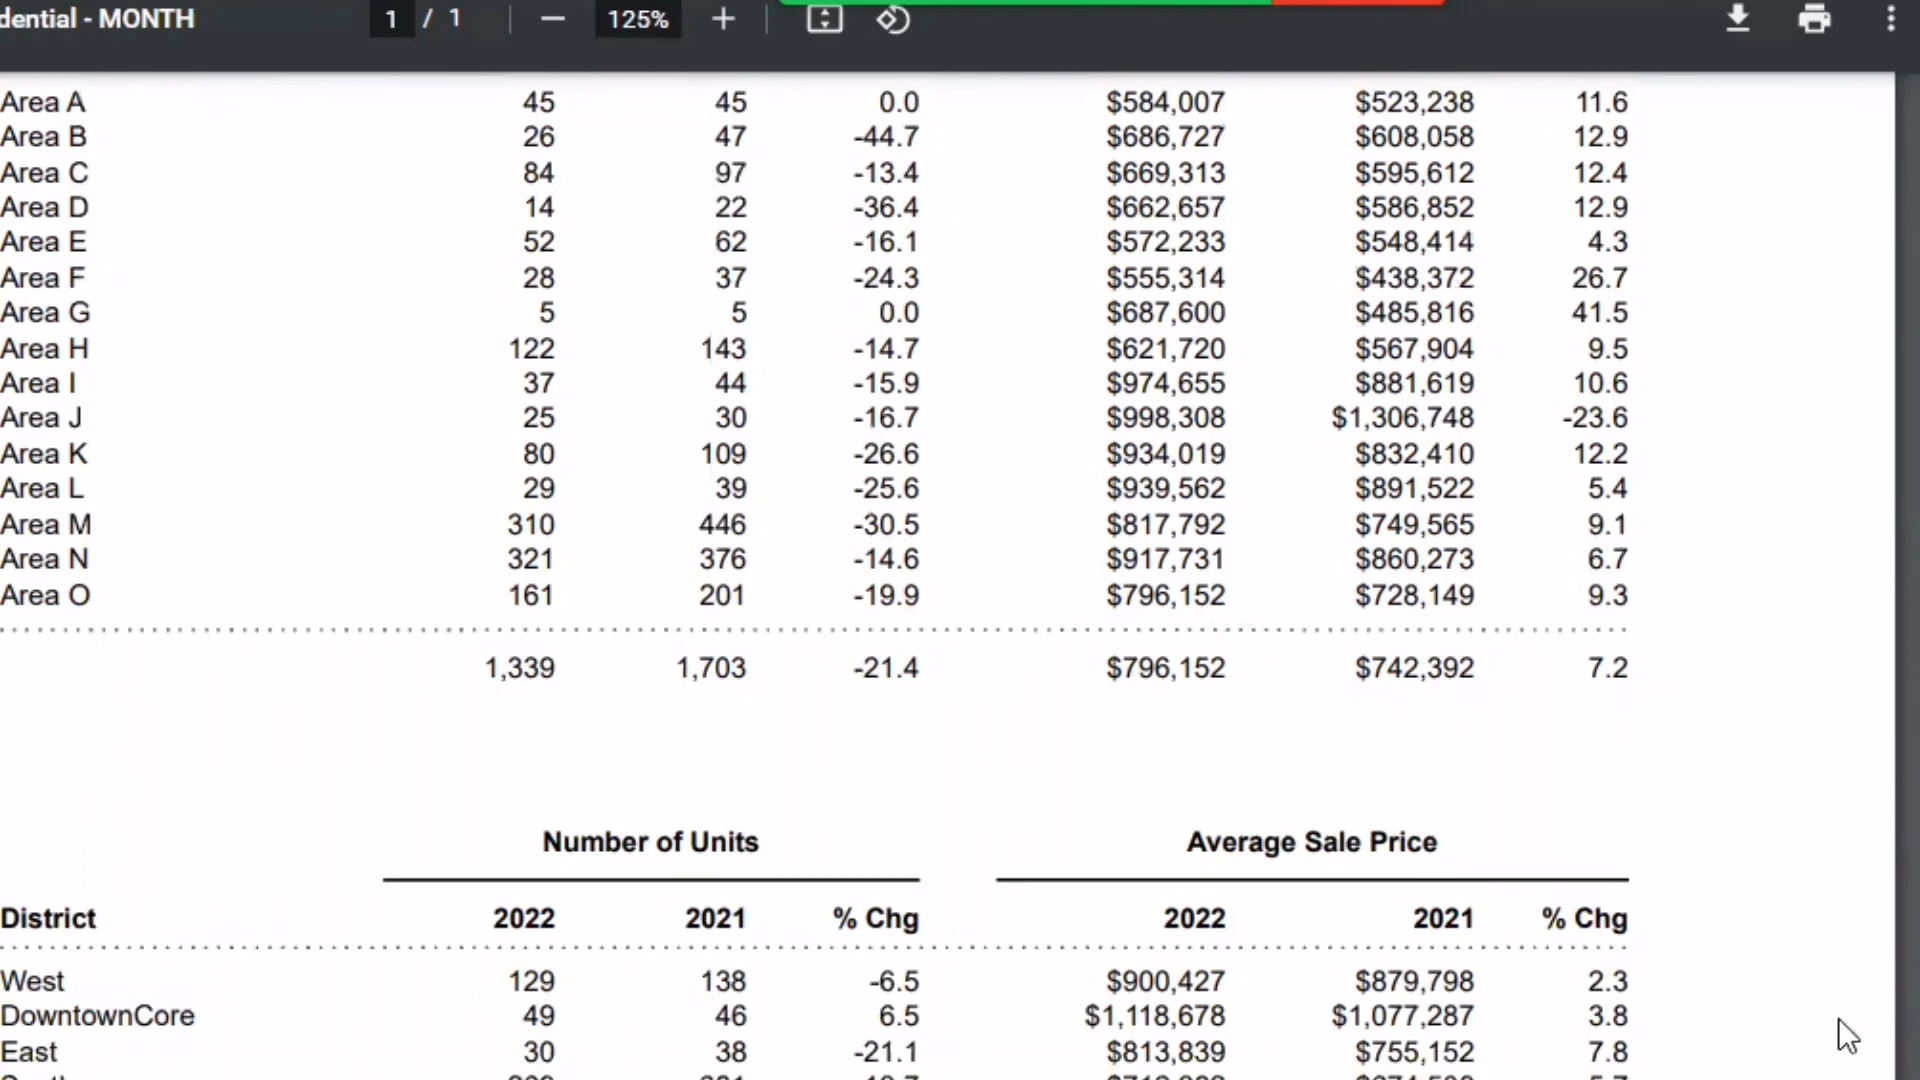 dential - MONTH 1 / 1 125%
Area A 45 45 0.0 $584,007 $523,238 11.6
Area B 26 47 -44.7 $686,727 $608,058 12.9
Area C 84 97 -13.4 $669,313 $595,612 12.4
Area D 14 22 -36.4 $662,657 $586,852 12.9
Area E 52 62 -16.1 $572,233 $548,414 4.3
Area F 28 37 -24.3 $555,314 $438,372 26.7
Area G 5 5 0.0 $687,600 $485,816 41.5
Area H 122 143 -14.7 $621,720 $567,904 9.5
Area I 37 44 -15.9 $974,655 $881,619 10.6
Area J 25 30 -16.7 $998,308 $1,306,748 -23.6
Area K 80 109 -26.6 $934,019 $832,410 12.2
Area L 29 39 -25.6 $939,562 $891,522 5.4
Area M 310 446 -30.5 $817,792 $749,565 9.1
Area N 321 376 -14.6 $917,731 $860,273 6.7
Area O 161 201 -19.9 $796,152 $728,149 9.3
1,339 1,703 -21.4 $796,152 $742,392 7.2
Number of Units Average Sale Price
District 2022 2021 % Chg 2022 2021 % Chg
West 129 138 -6.5 $900,427 $879,798 2.3
DowntownCore 49 46 6.5 $1,118,678 $1,077,287 3.8
East 30 38 -21.1 $813,839 $755,152 7.8